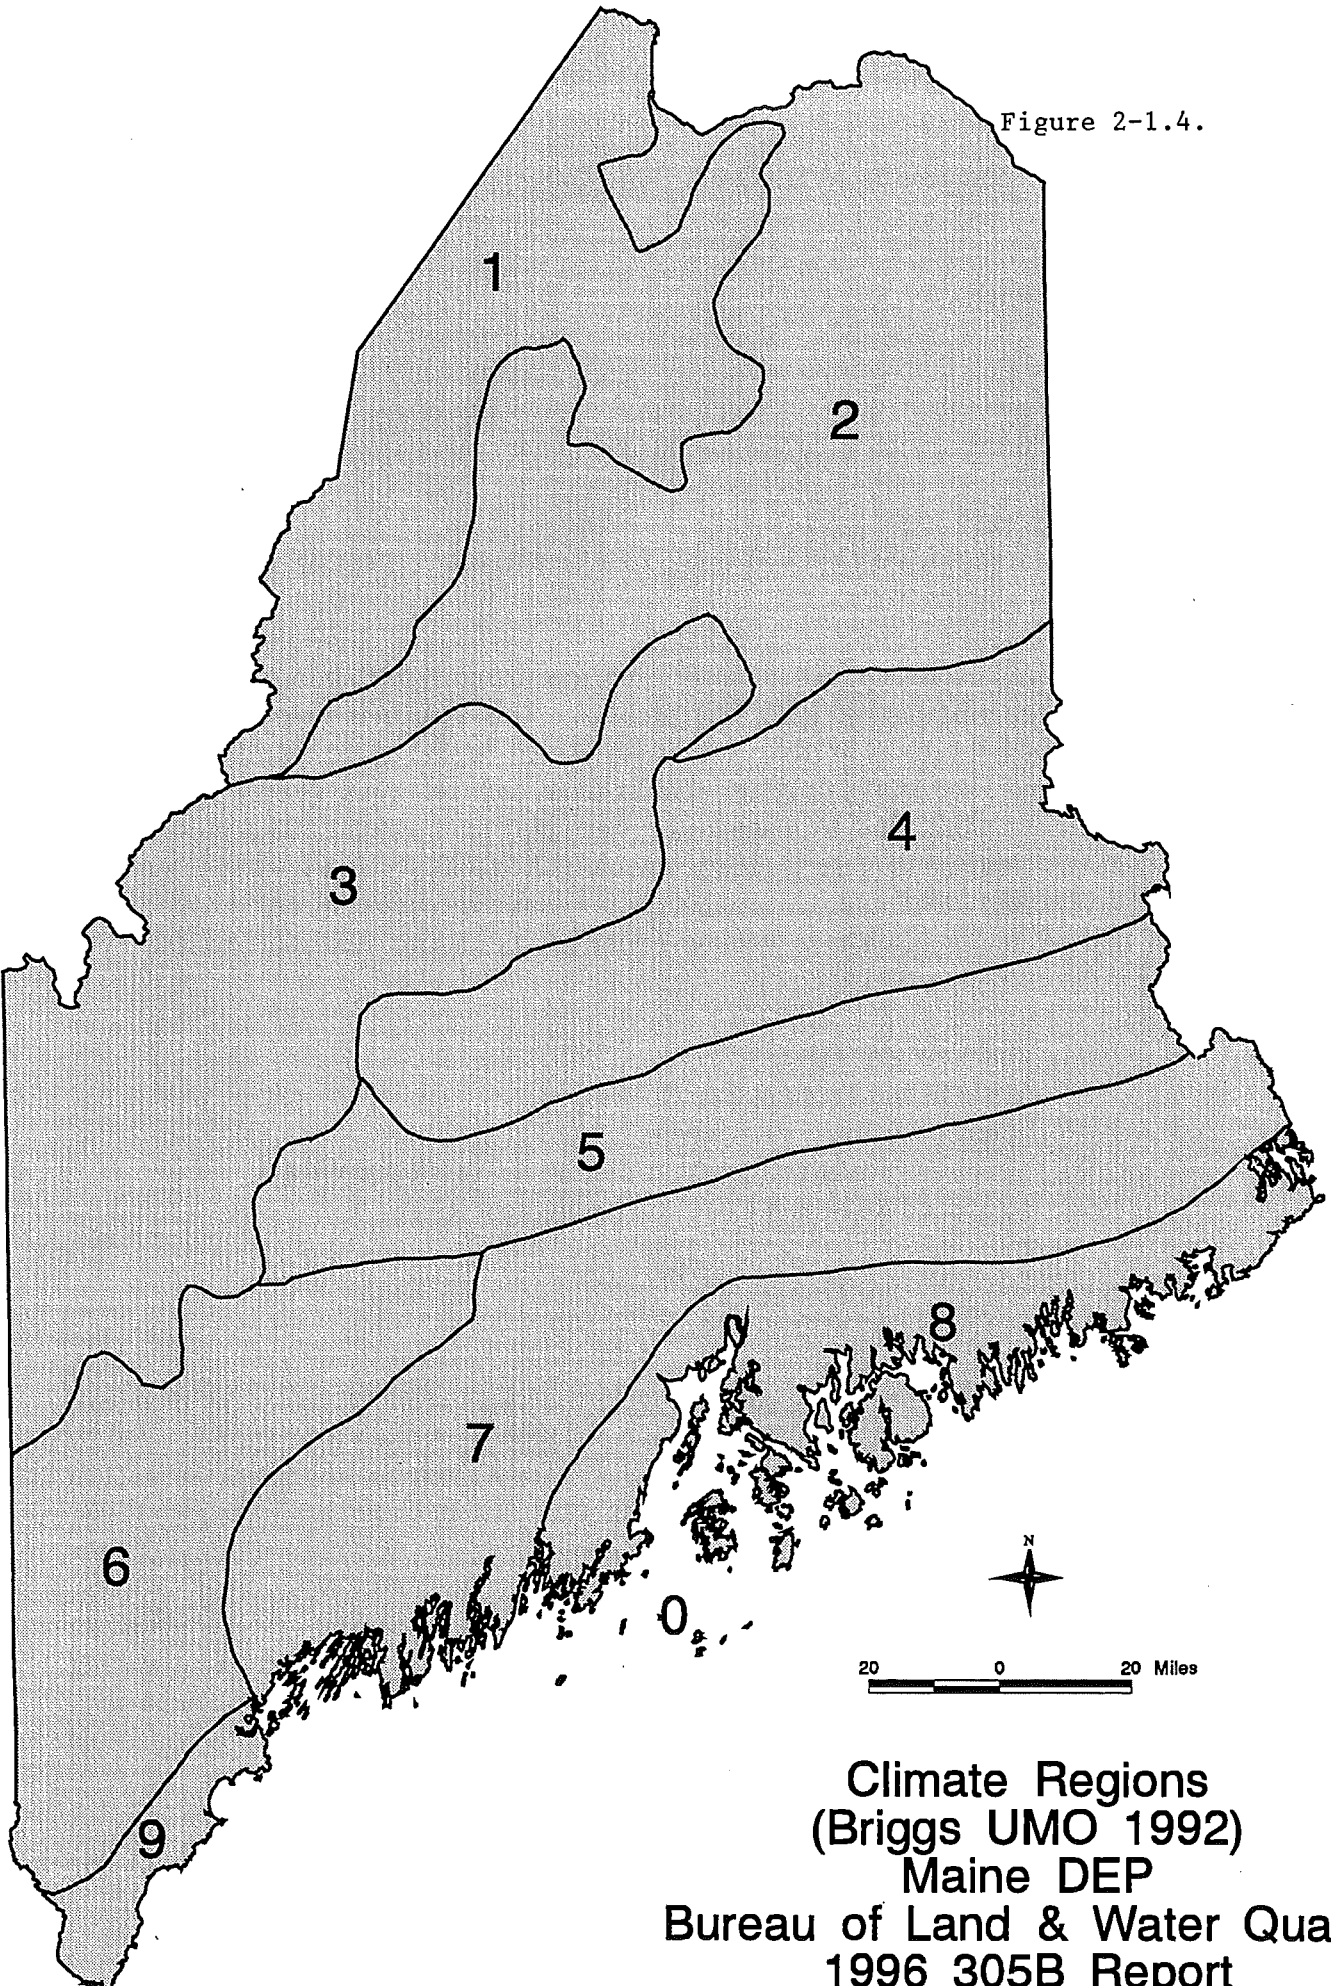 Figure 2-1.4.
1
2
3
4
5
6
7
8
9
0
N
20 0 20 Miles
Climate Regions
(Briggs UMO 1992)
Maine DEP
Bureau of Land & Water Qua
1996 305B Report